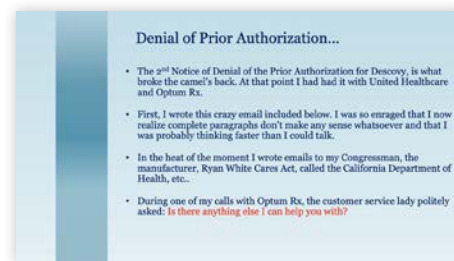 Denial of Prior Authorization...
• The 2nd Notice of Denial of the Prior Authorization for Descovy, is what
broke the camel's back. At that point I had had it with United Healthcare
and Optum Rx.
• First, I wrote this crazy email included below. I was so enraged that I now
realize complete paragraphs don't make any sense whatsoever and that I
was probably thinking faster than I could talk.
• In the heat of the moment I wrote emails to my Congressman, the
manufacturer, Ryan White Cares Act, called the California Department of
Health, etc..
• During one of my calls with Optum Rx, the customer service lady politely
asked: Is there anything else I can help you with?